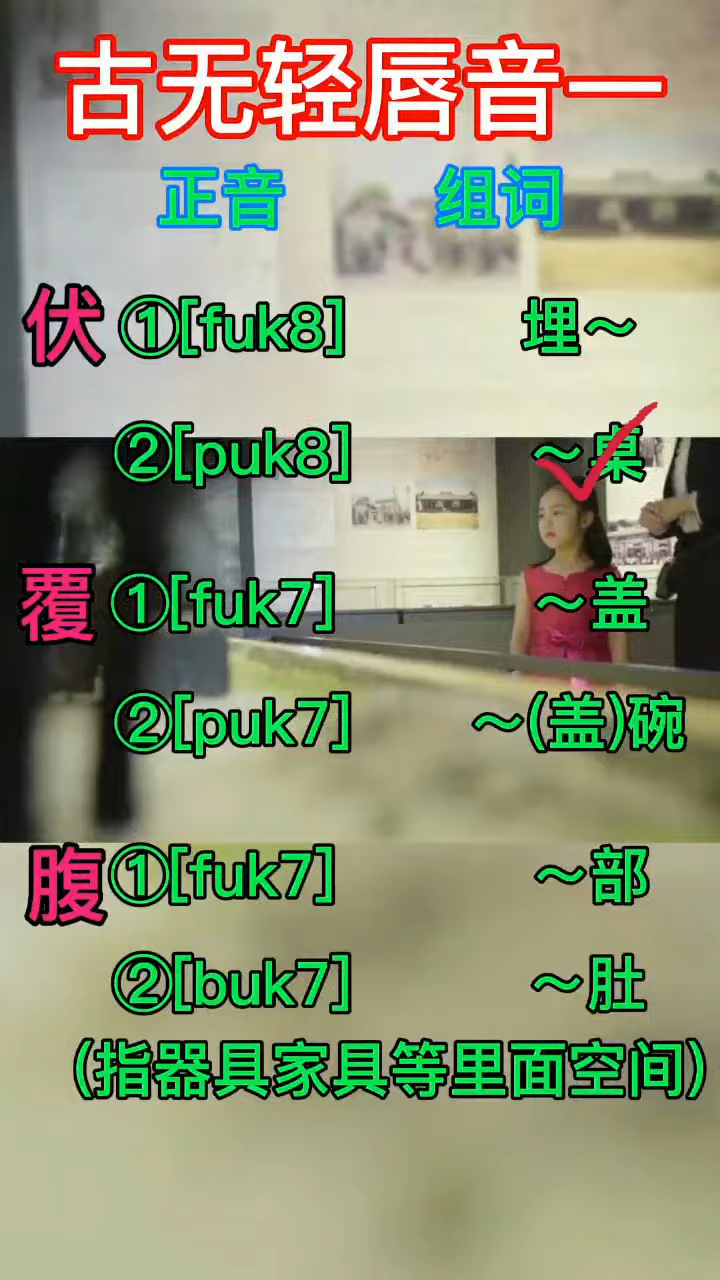 古无轻唇音一
正音 组词
伏 ①[fuk8] 埋～
②[puk8] ～桌
覆 ①[fuk7] ～盖
②[puk7] ～(盖)碗
腹 ①[fuk7] ～部
②[buk7] ～肚
(指器具家具等里面空间)